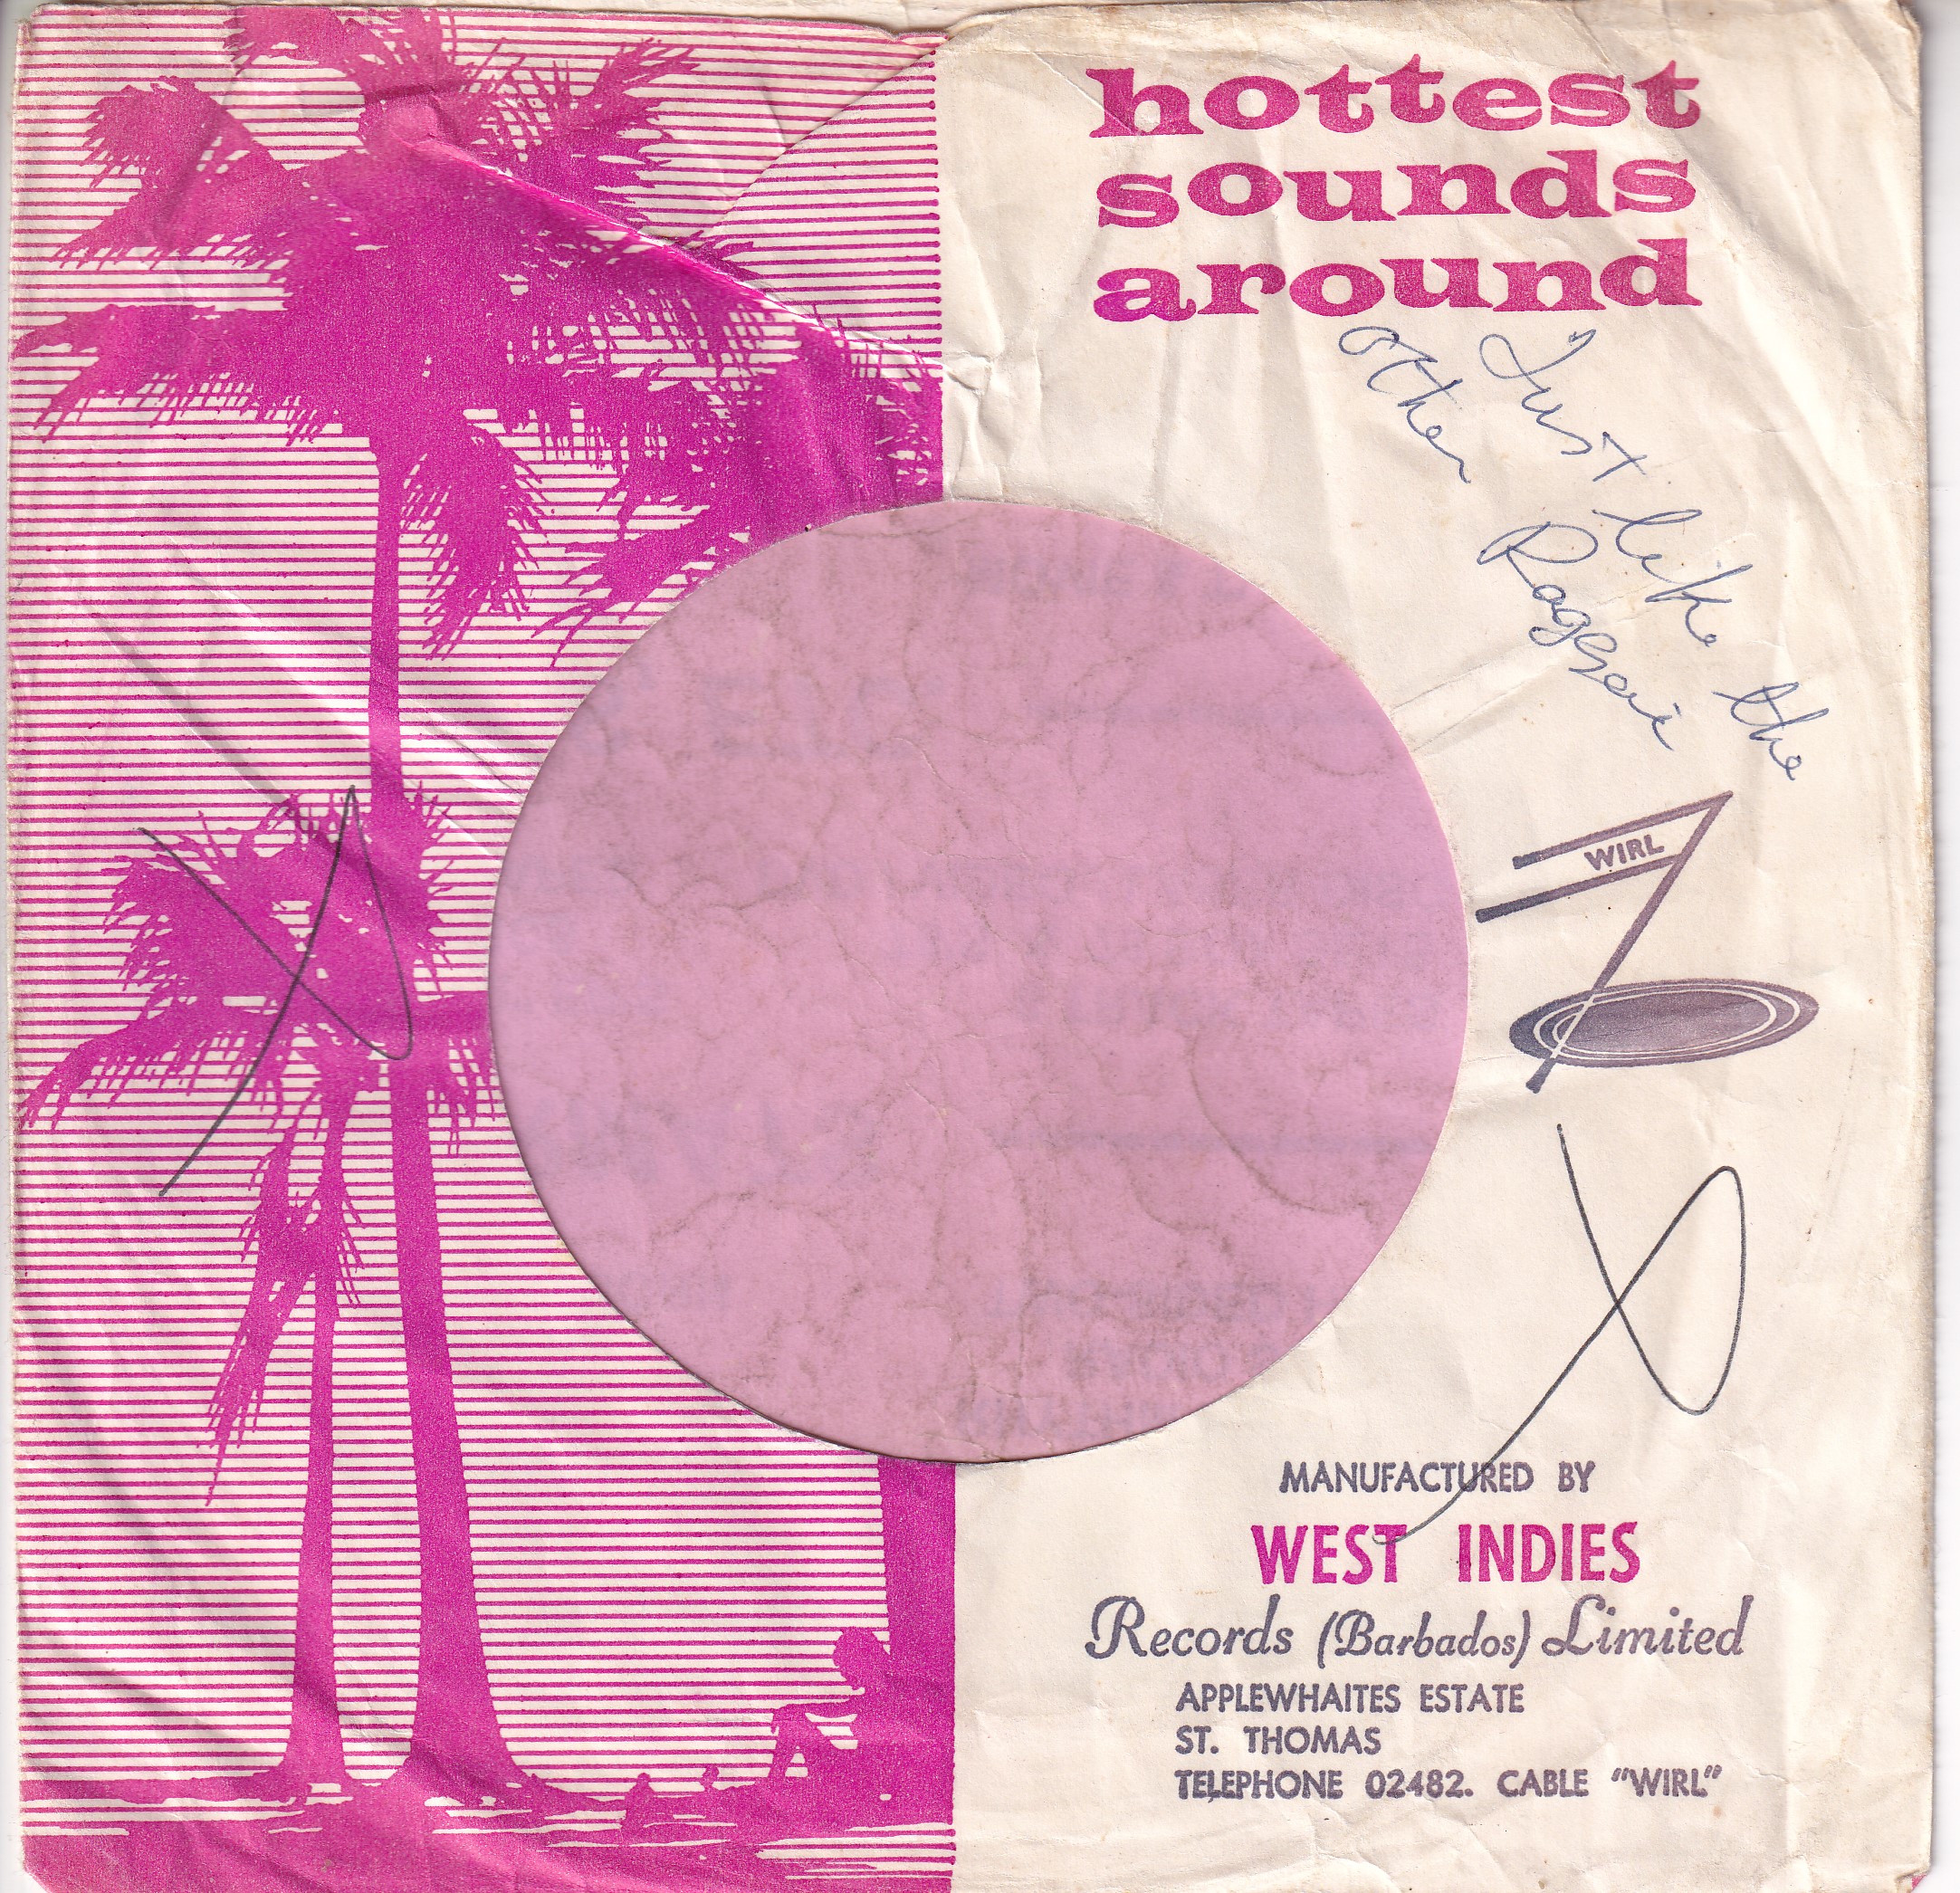 hottest
sounds
around
Just like the
other
WIRL
MANUFACTURED BY
WEST INDIES
Records (Barbados) Limited
APPLEWHAITES ESTATE
ST. THOMAS
TELEPHONE 02482. CABLE "WIRL"